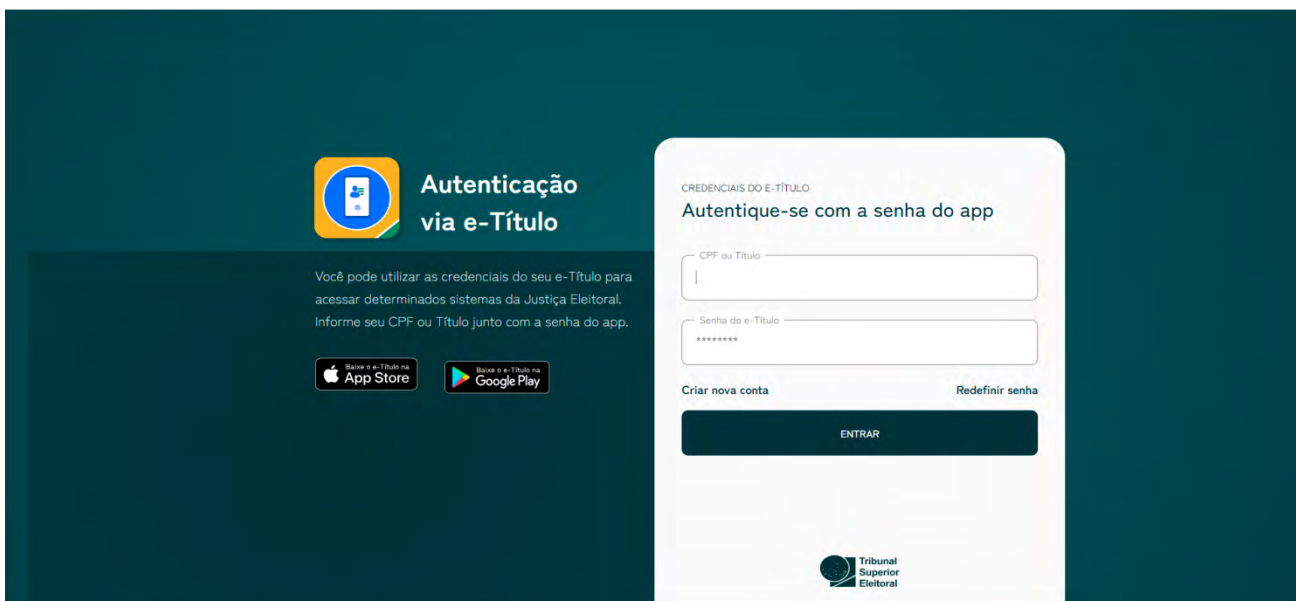 Autenticação
via e-Título
Você pode utilizar as credenciais do seu e-Título para
acessar determinados sistemas da Justiça Eleitoral.
Informe seu CPF ou Título junto com a senha do app.
Baixe o e-Título na
App Store
Baixe o e-Título na
Google Play
CREDENCIAIS DO E-TÍTULO
Autentique-se com a senha do app
CPF ou Título
Senha do e-Título
********
Criar nova conta
Redefinir senha
ENTRAR
Tribunal
Superior
Eleitoral